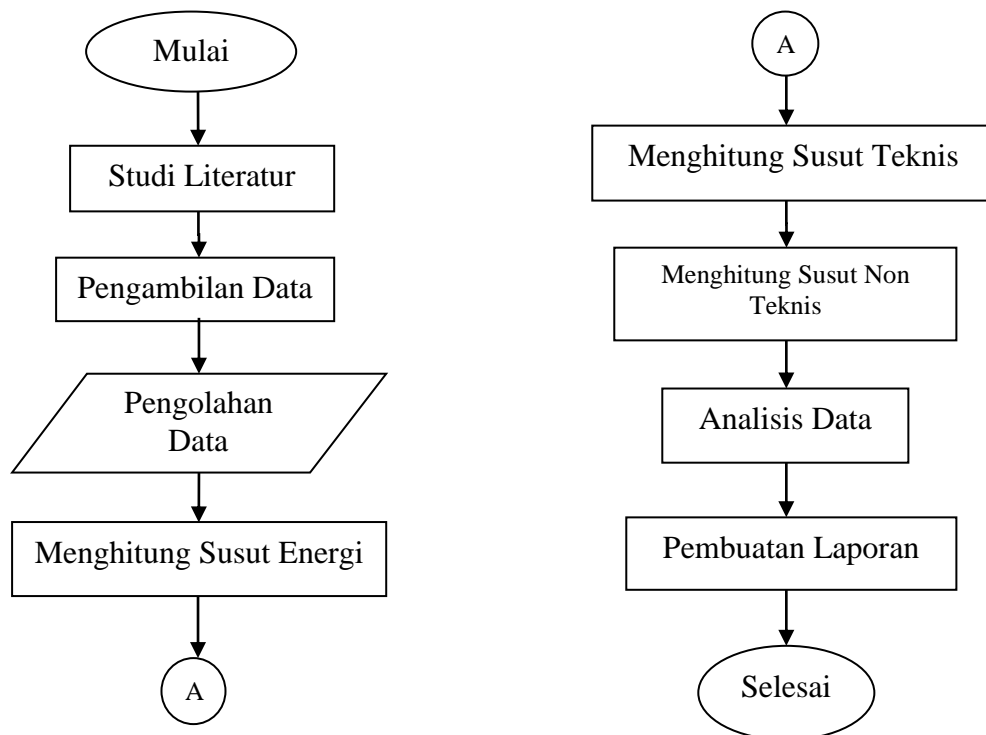 Mulai
Studi Literatur
Pengambilan Data
Pengolahan
Data
Menghitung Susut Energi
A
A
Menghitung Susut Teknis
Menghitung Susut Non
Teknis
Analisis Data
Pembuatan Laporan
Selesai